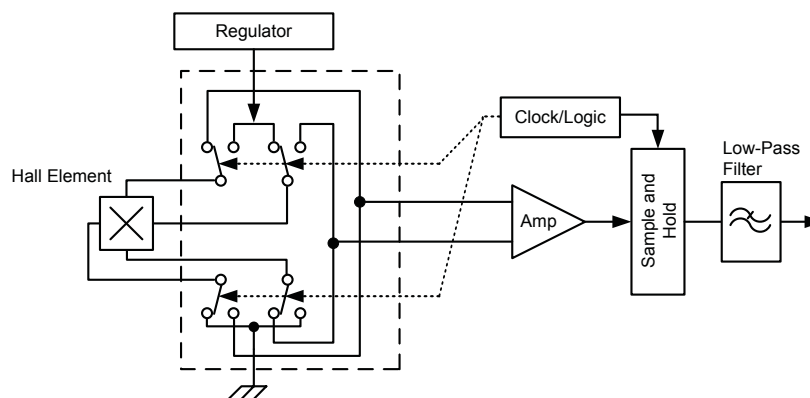 Regulator
Clock/Logic
Low-Pass
Filter
Hall Element
Amp
Sample and
Hold